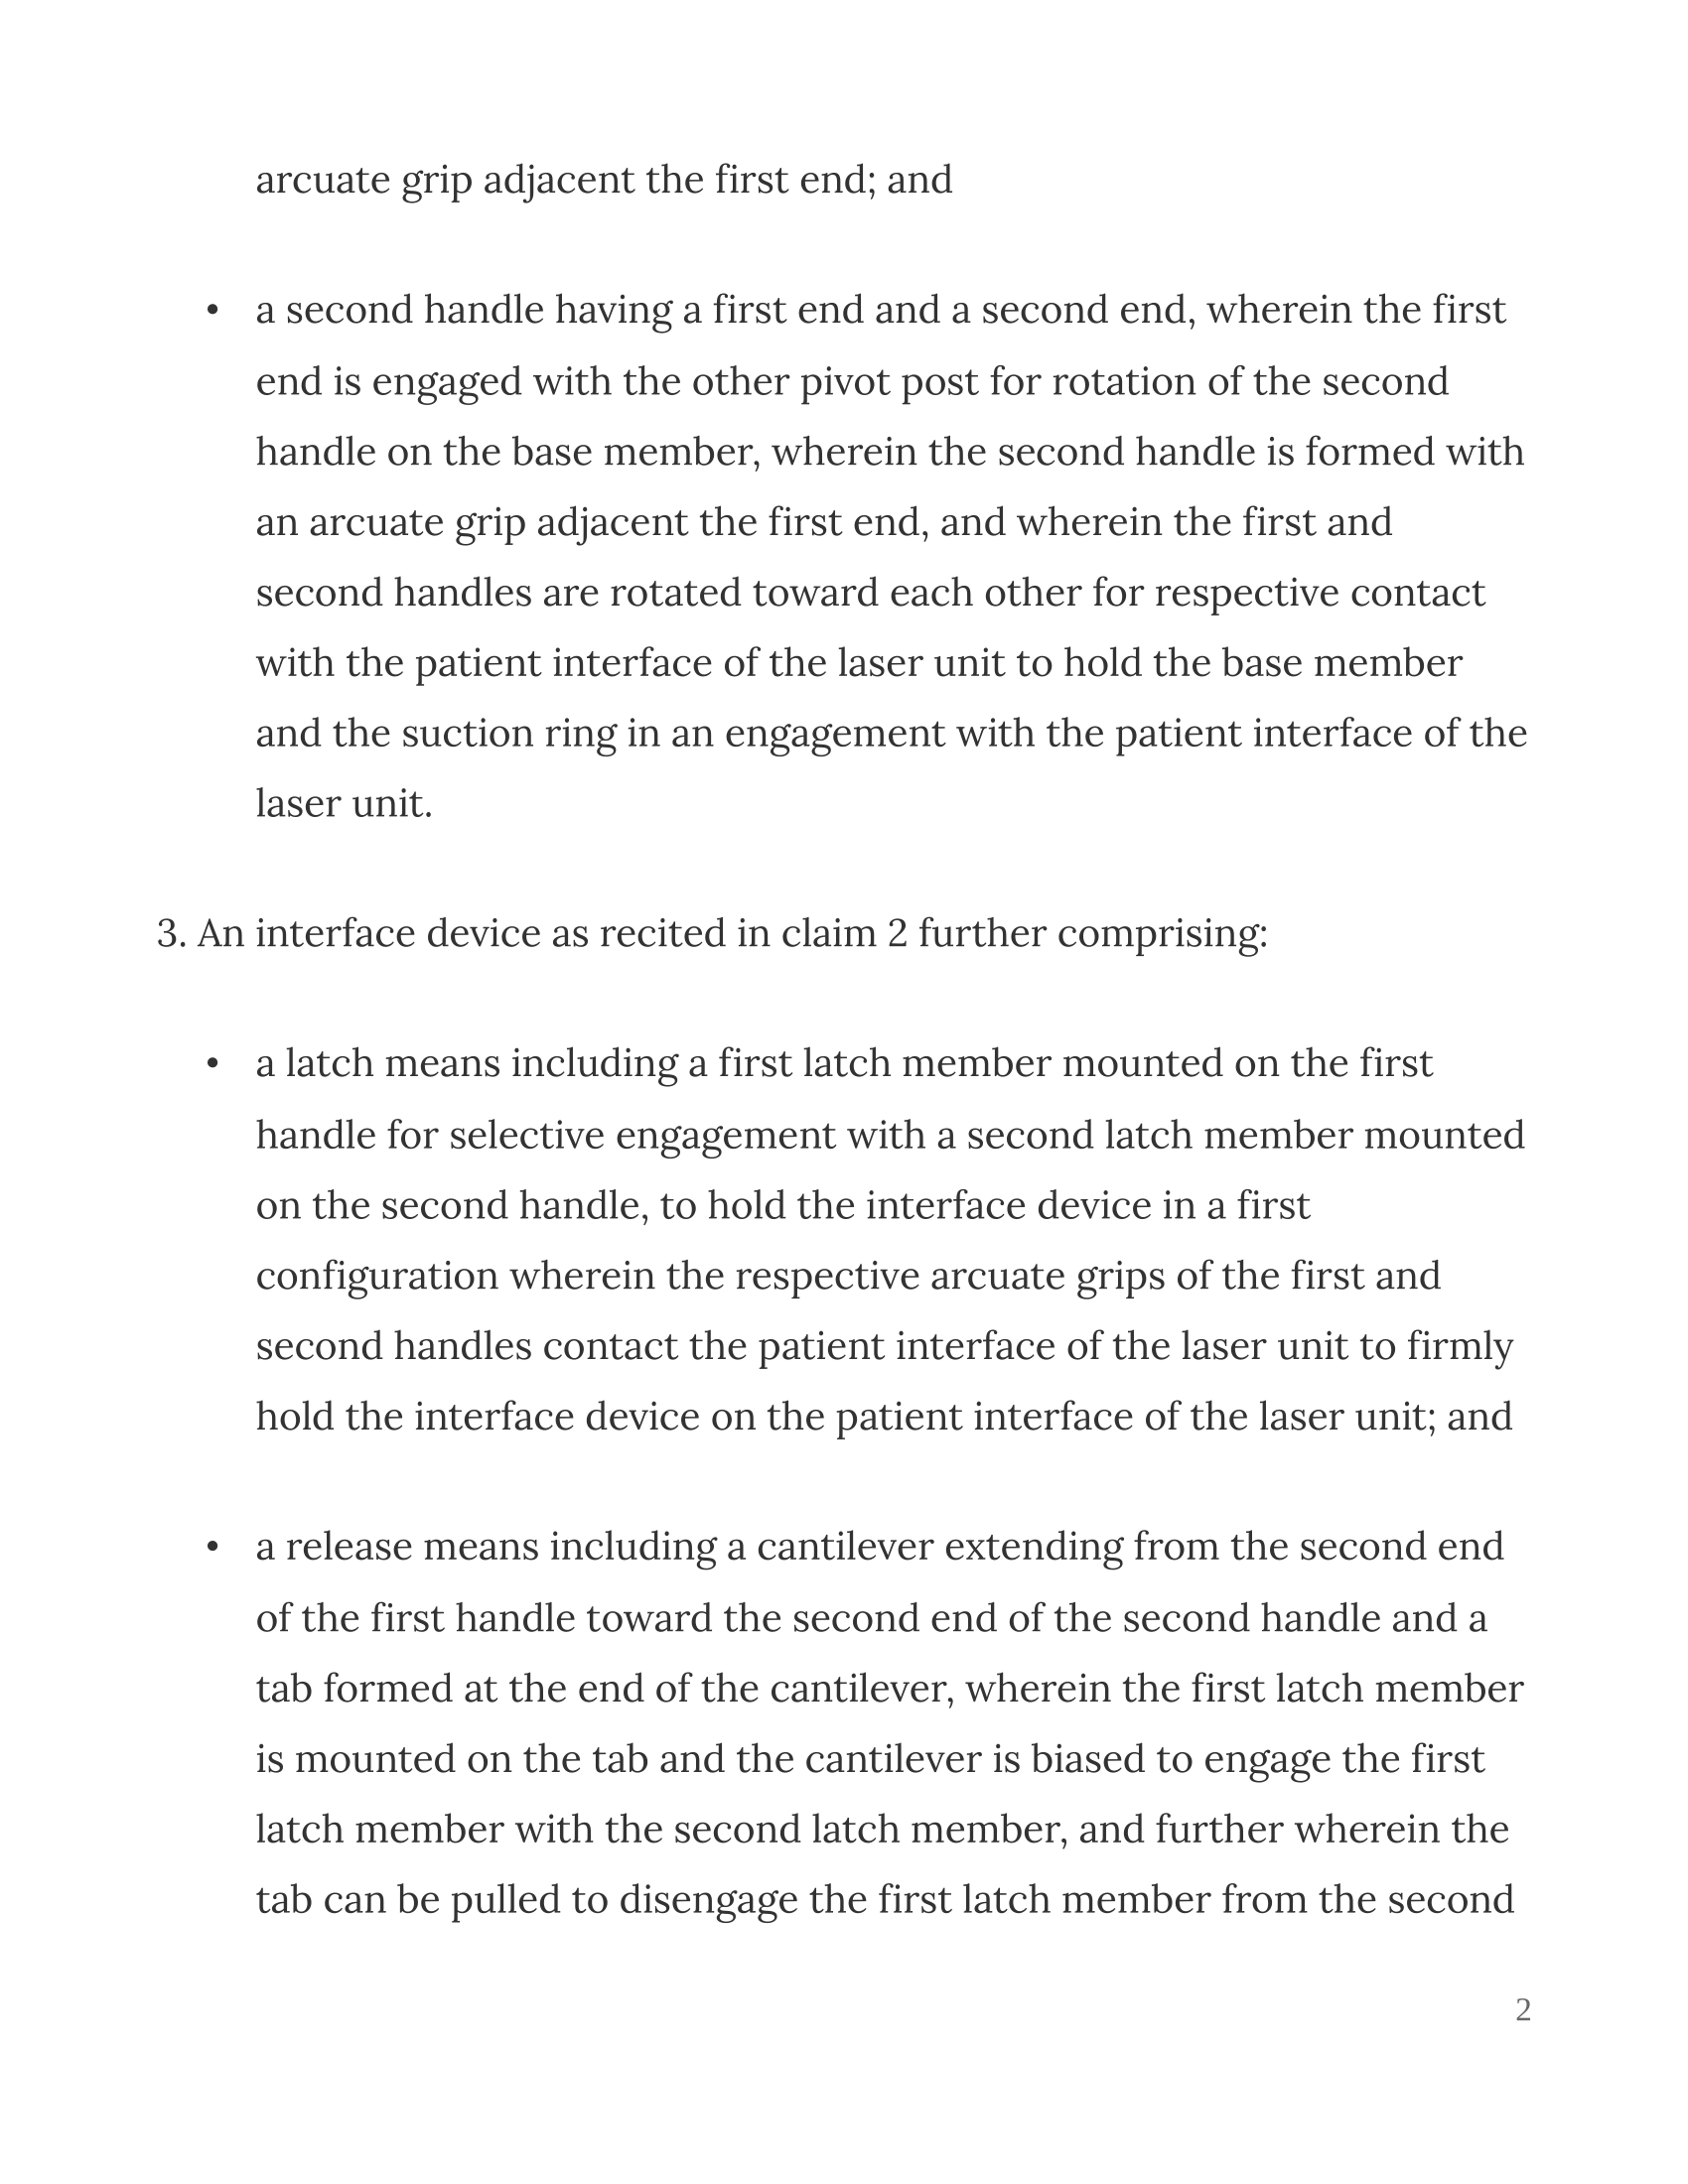 arcuate grip adjacent the first end; and
• a second handle having a first end and a second end, wherein the first
end is engaged with the other pivot post for rotation of the second
handle on the base member, wherein the second handle is formed with
an arcuate grip adjacent the first end, and wherein the first and
second handles are rotated toward each other for respective contact
with the patient interface of the laser unit to hold the base member
and the suction ring in an engagement with the patient interface of the
laser unit.
3. An interface device as recited in claim 2 further comprising:
• a latch means including a first latch member mounted on the first
handle for selective engagement with a second latch member mounted
on the second handle, to hold the interface device in a first
configuration wherein the respective arcuate grips of the first and
second handles contact the patient interface of the laser unit to firmly
hold the interface device on the patient interface of the laser unit; and
• a release means including a cantilever extending from the second end
of the first handle toward the second end of the second handle and a
tab formed at the end of the cantilever, wherein the first latch member
is mounted on the tab and the cantilever is biased to engage the first
latch member with the second latch member, and further wherein the
tab can be pulled to disengage the first latch member from the second
2